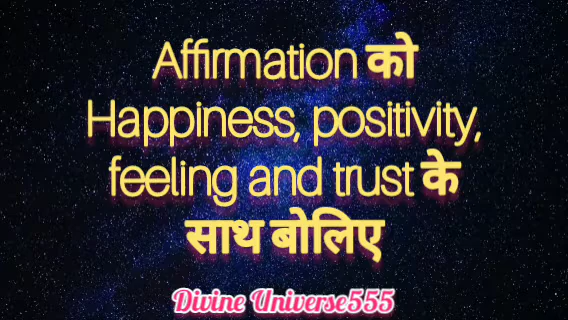 Affirmation को
Happiness, positivity,
feeling and trust के
साथ बोलिए
Divine Universe555